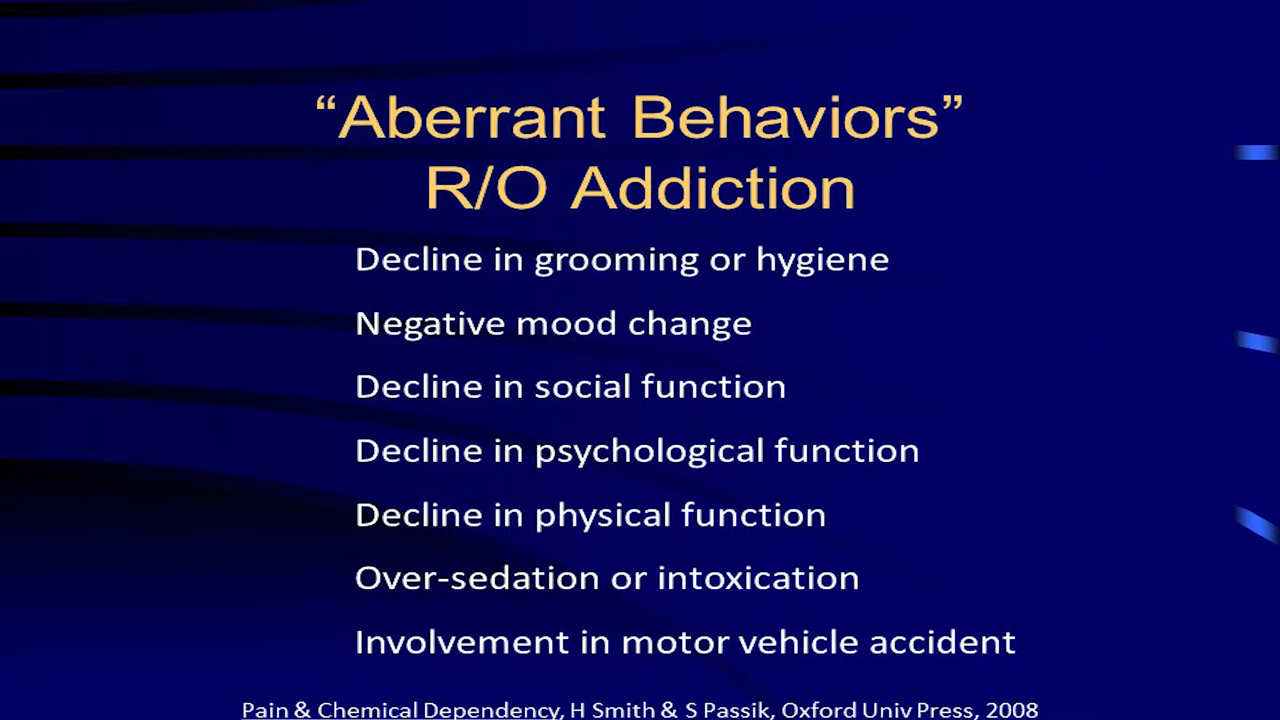 “Aberrant Behaviors”
R/O Addiction
Decline in grooming or hygiene
Negative mood change
Decline in social function
Decline in psychological function
Decline in physical function
Over-sedation or intoxication
Involvement in motor vehicle accident
Pain & Chemical Dependency, H Smith & S Passik, Oxford Univ Press, 2008